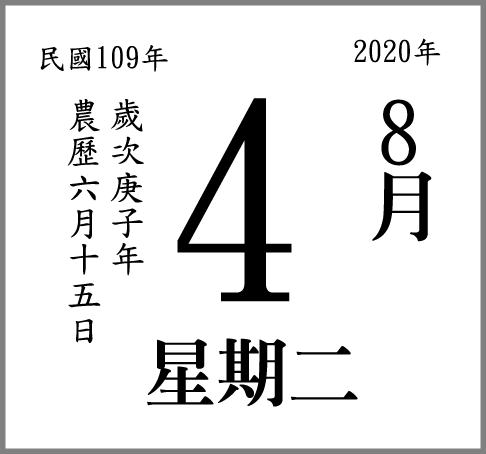 民國109年
2020年
8月
4
歲次庚子年
農歷六月十五日
星期二